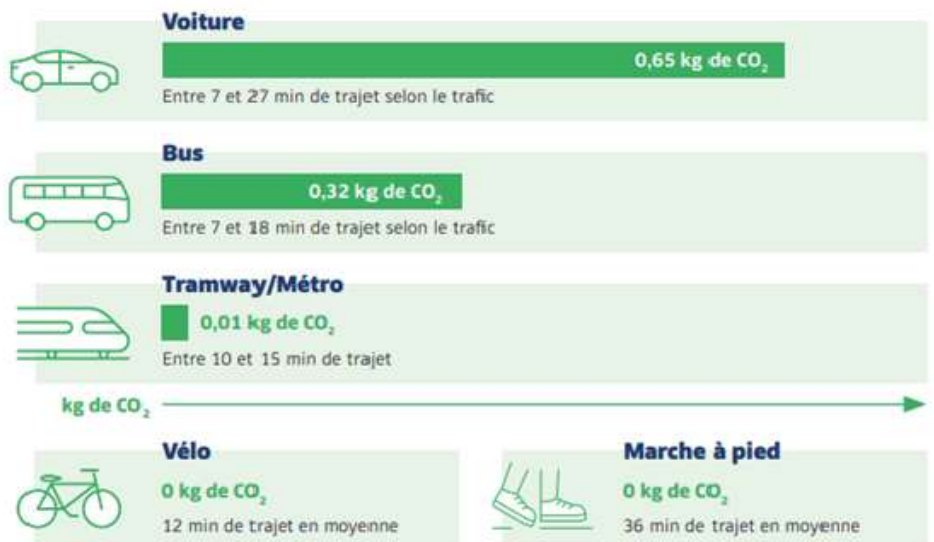 Voiture
0,65 kg de CO₂
Entre 7 et 27 min de trajet selon le trafic
Bus
0,32 kg de CO₂
Entre 7 et 18 min de trajet selon le trafic
Tramway/Métro
0,01 kg de CO₂
Entre 10 et 15 min de trajet
kg de CO₂
Vélo
0 kg de CO₂
12 min de trajet en moyenne
Marche à pied
0 kg de CO₂
36 min de trajet en moyenne